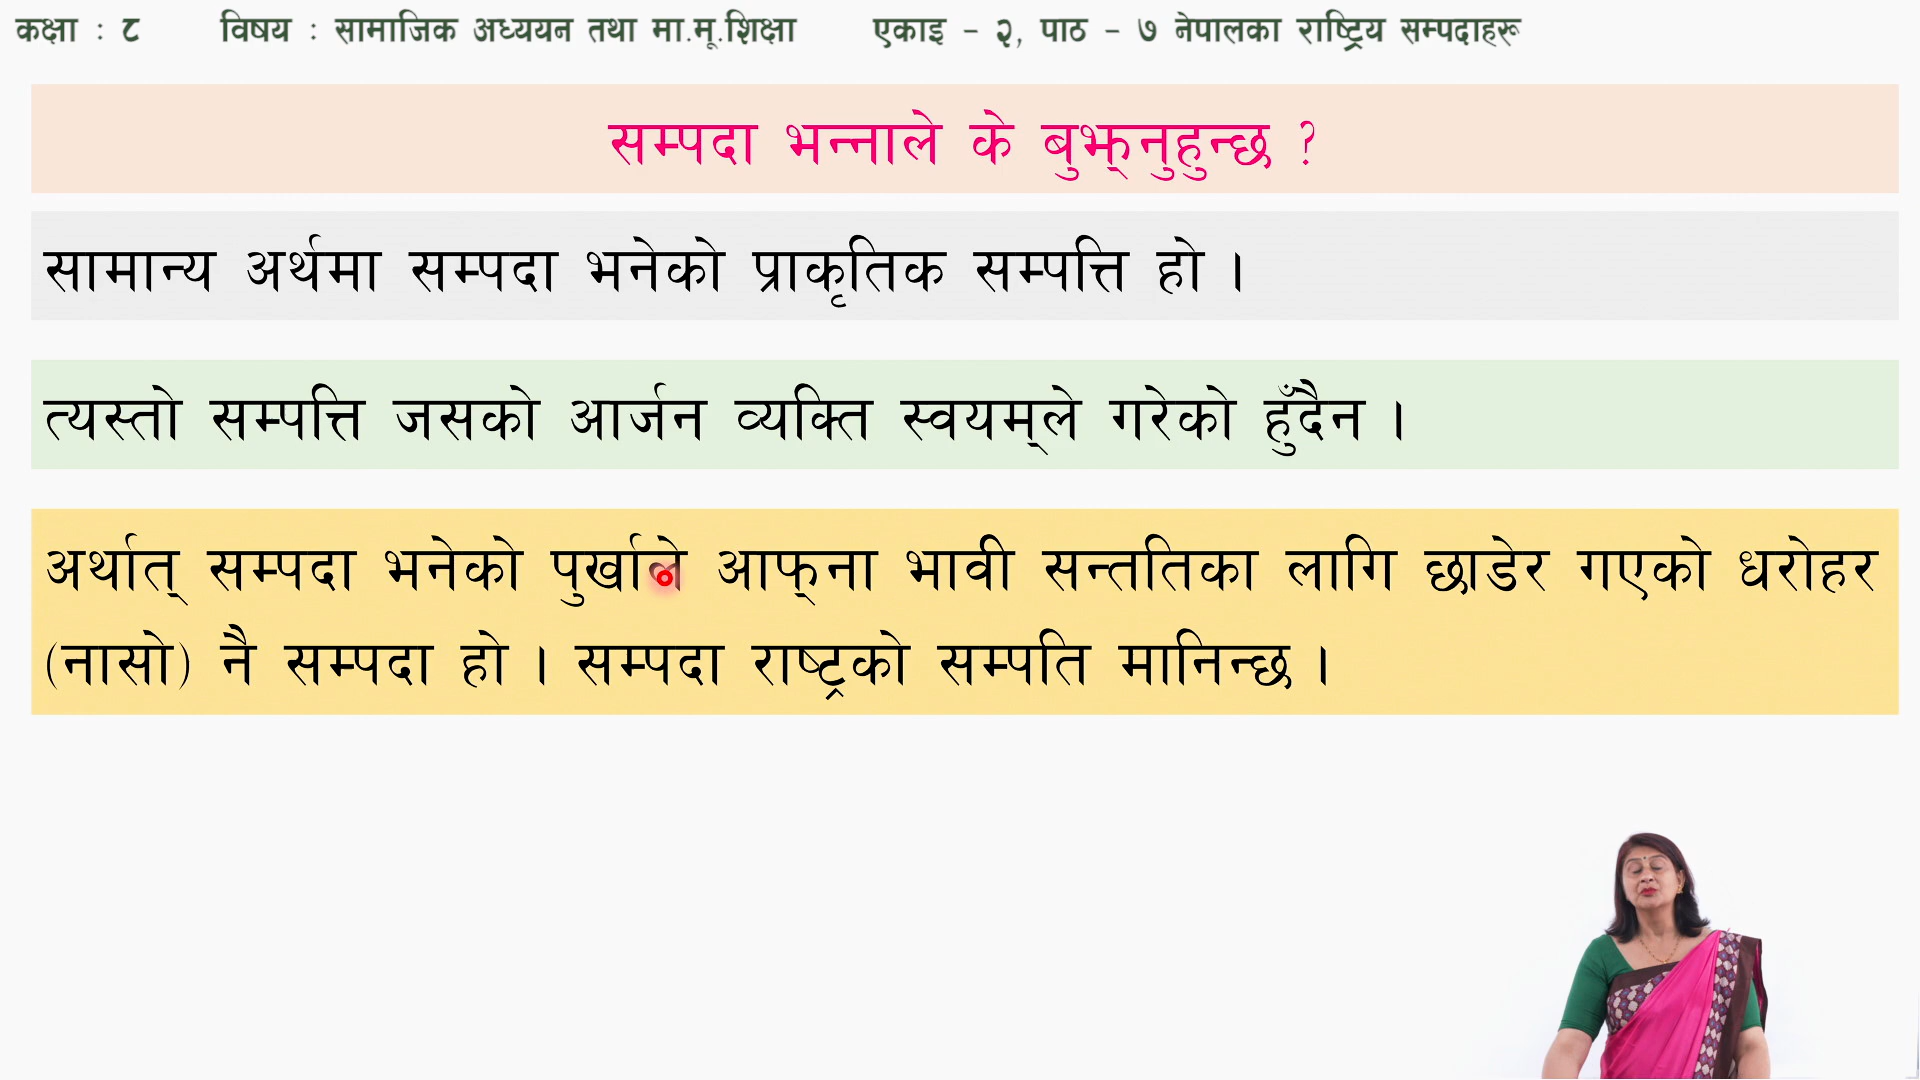 कक्षा : ८ विषय : सामाजिक अध्ययन तथा मा.मू.शिक्षा एकाइ - २, पाठ - ७ नेपालका राष्ट्रिय सम्पदाहरू
सम्पदा भन्नाले के बुझ्नुहुन्छ ?
सामान्य अर्थमा सम्पदा भनेको प्राकृतिक सम्पत्ति हो ।
त्यस्तो सम्पत्ति जसको आर्जन व्यक्ति स्वयम्ले गरेको हुँदैन ।
अर्थात् सम्पदा भनेको पुर्खाले आफ्ना भावी सन्ततिका लागि छाडेर गएको धरोहर
(नासो) नै सम्पदा हो । सम्पदा राष्ट्रको सम्पति मानिन्छ ।